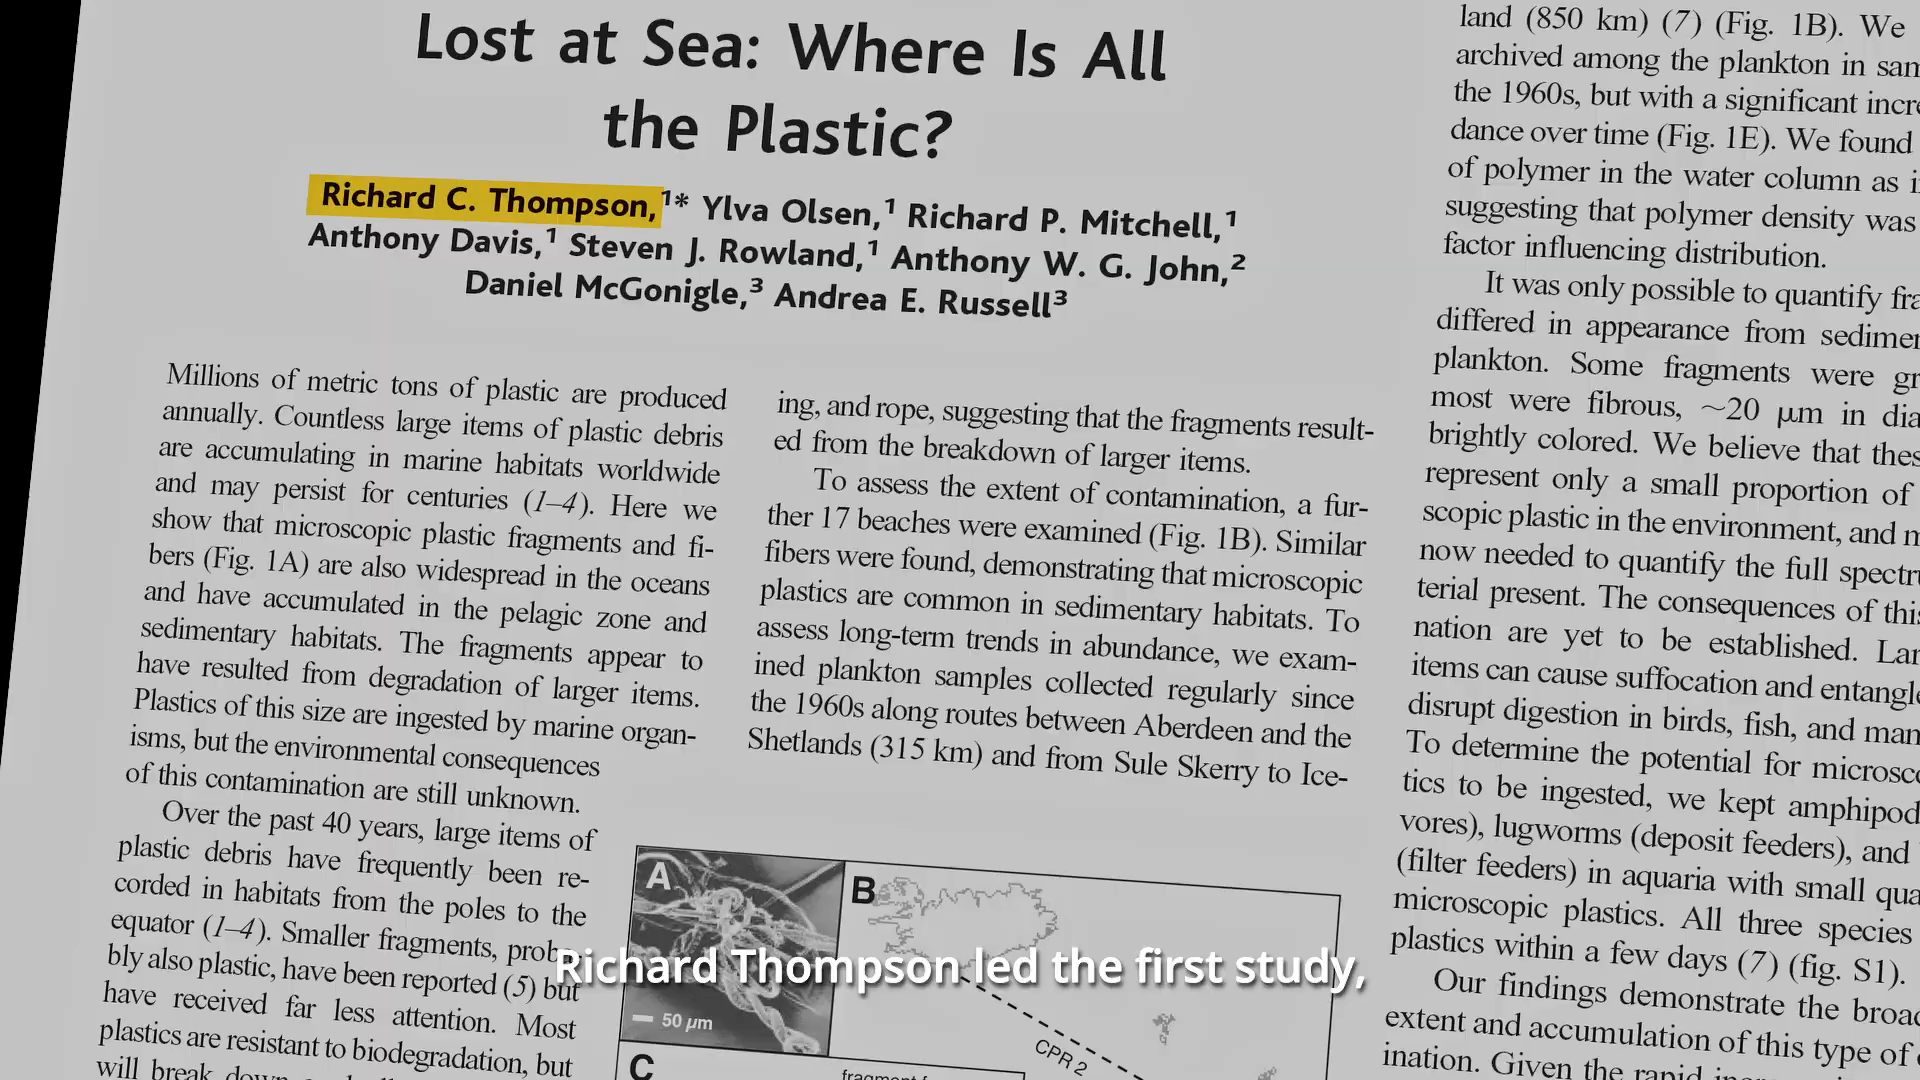 Lost at Sea: Where Is All
the Plastic?
Richard C. Thompson,1* Ylva Olsen,1 Richard P. Mitchell,1
Anthony Davis,1 Steven J. Rowland,1 Anthony W. G. John,2
Daniel McGonigle,3 Andrea E. Russell3
Millions of metric tons of plastic are produced
annually. Countless large items of plastic debris
are accumulating in marine habitats worldwide
and may persist for centuries (1–4). Here we
show that microscopic plastic fragments and fi-
bers (Fig. 1A) are also widespread in the oceans
and have accumulated in the pelagic zone and
sedimentary habitats. The fragments appear to
have resulted from degradation of larger items.
Plastics of this size are ingested by marine organ-
isms, but the environmental consequences
of this contamination are still unknown.
Over the past 40 years, large items of
plastic debris have frequently been re-
corded in habitats from the poles to the
equator (1–4). Smaller fragments, proba-
bly also plastic, have been reported (5) but
have received far less attention. Most
plastics are resistant to biodegradation, but
will break down
ing, and rope, suggesting that the fragments result-
ed from the breakdown of larger items.
To assess the extent of contamination, a fur-
ther 17 beaches were examined (Fig. 1B). Similar
fibers were found, demonstrating that microscopic
plastics are common in sedimentary habitats. To
assess long-term trends in abundance, we exam-
ined plankton samples collected regularly since
the 1960s along routes between Aberdeen and the
Shetlands (315 km) and from Sule Skerry to Ice-
A
50 µm
B
CPR 2
C
fragment
land (850 km) (7) (Fig. 1B). We
archived among the plankton in
the 1960s, but with a significant
dance over time (Fig. 1E). We found
of polymer in the water column as
suggesting that polymer density was
factor influencing distribution.
It was only possible to quantify
differed in appearance from
plankton. Some fragments were
most were fibrous, ~20 µm in
brightly colored. We believe that
represent only a small proportion of
scopic plastic in the environment, and
now needed to quantify the full
terial present. The consequences of
nation are yet to be established.
items can cause suffocation and
disrupt digestion in birds, fish, and
To determine the potential for
tics to be ingested, we kept
vores), lugworms (deposit feeders), and
(filter feeders) in aquaria with small
microscopic plastics. All three species
plastics within a few days (7) (fig. S1).
Our findings demonstrate the
extent and accumulation of this type of
ination. Given the rapid
Richard Thompson led the first study,